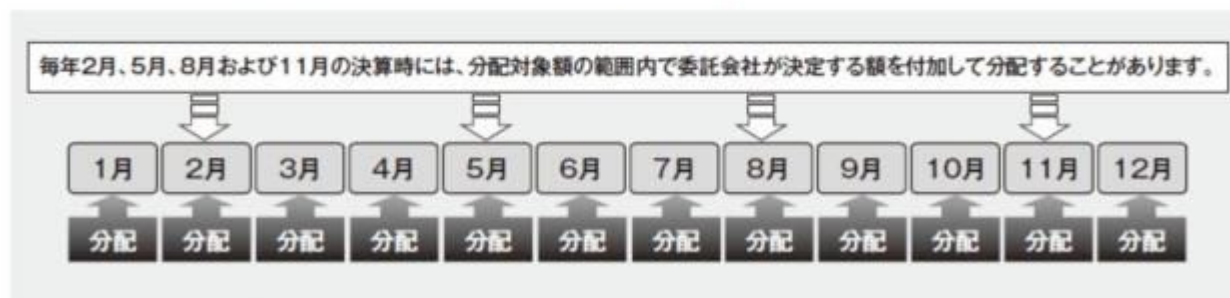 毎年2月、5月、8月および11月の決算時には、分配対象額の範囲内で委託会社が決定する額を付加して分配することがあります。
1月 2月 3月 4月 5月 6月 7月 8月 9月 10月 11月 12月
分配 分配 分配 分配 分配 分配 分配 分配 分配 分配 分配 分配